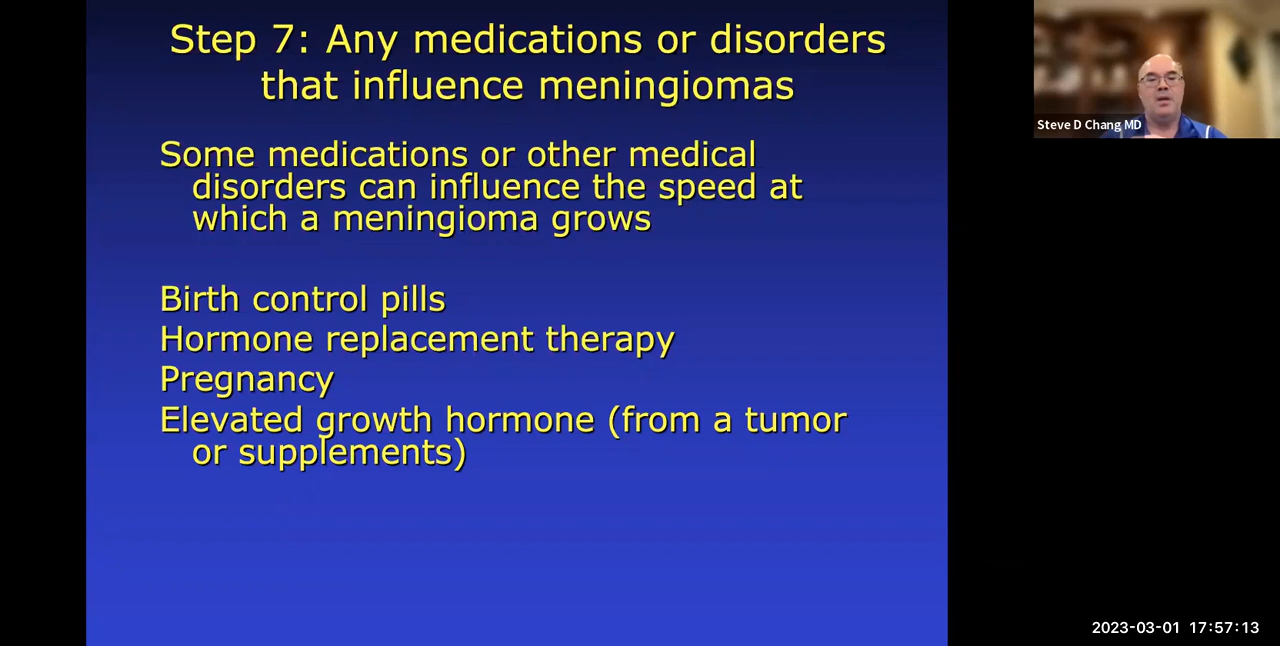 Step 7: Any medications or disorders
that influence meningiomas
Some medications or other medical
disorders can influence the speed at
which a meningioma grows
Birth control pills
Hormone replacement therapy
Pregnancy
Elevated growth hormone (from a tumor
or supplements)
Steve D Chang MD
2023-03-01 17:57:13